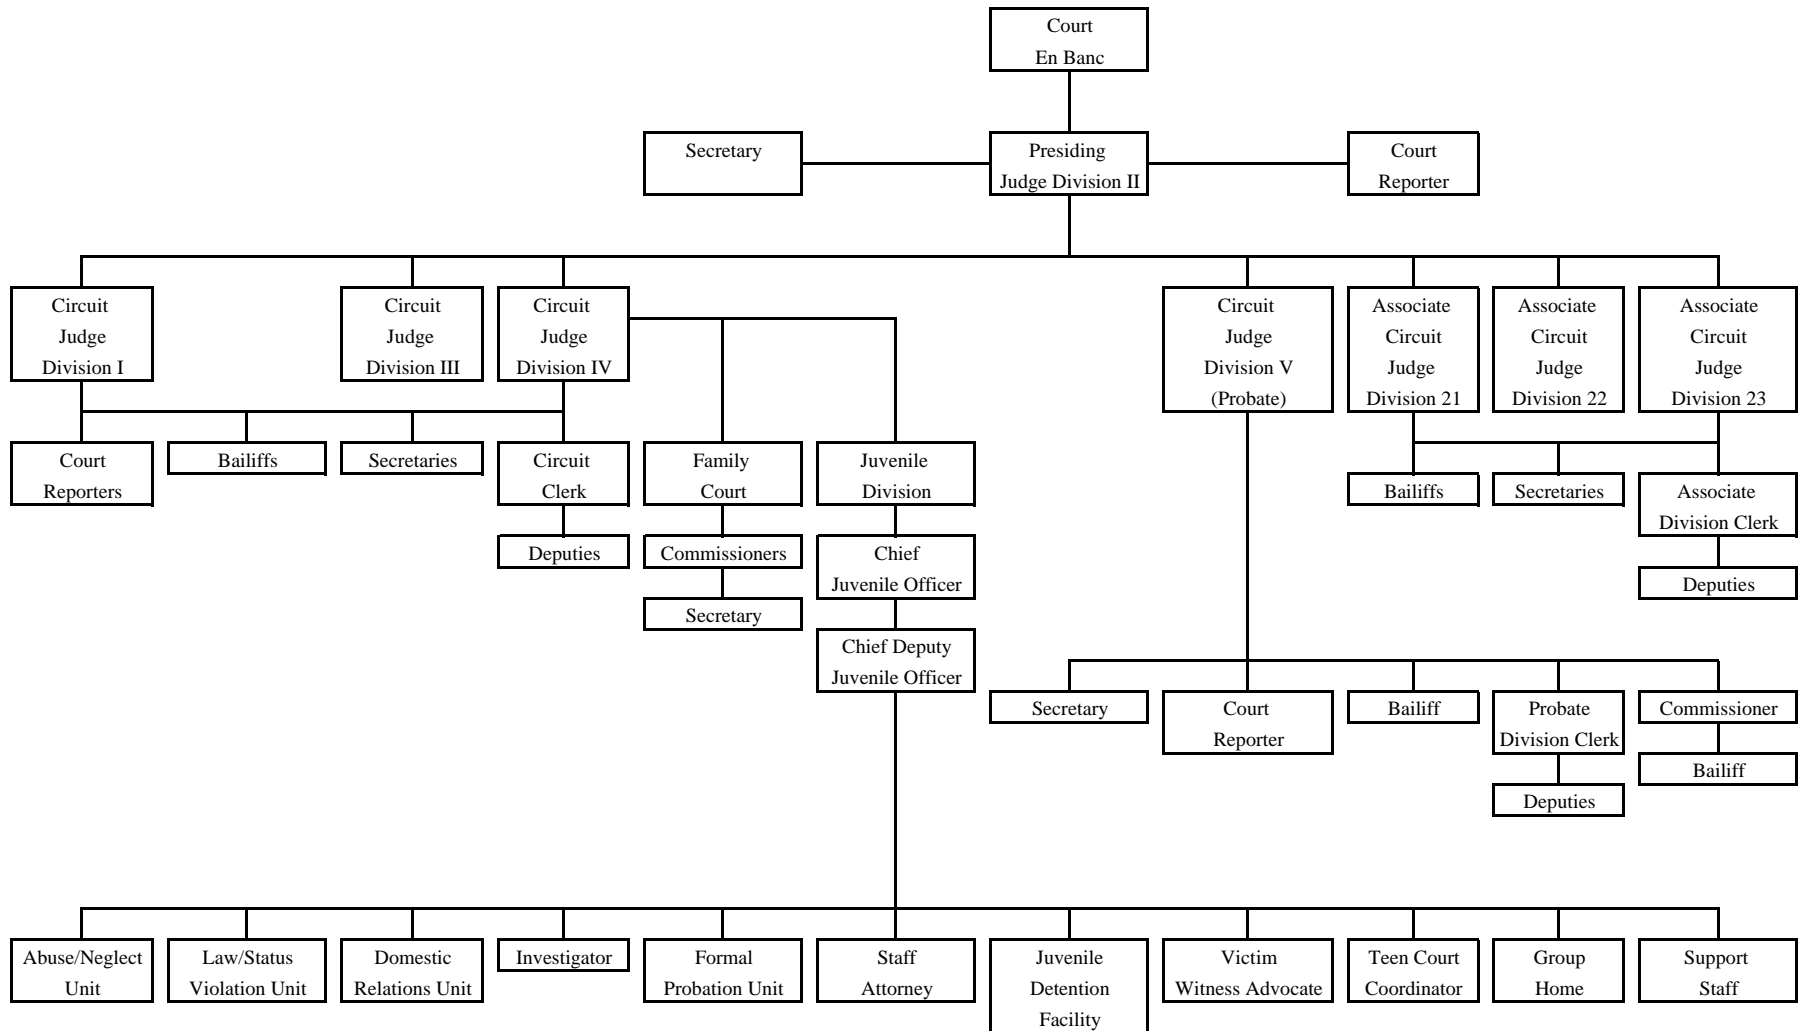 Court
En Banc
Secretary
Presiding
Judge Division II
Court
Reporter
Circuit
Judge
Division I
Circuit
Judge
Division III
Circuit
Judge
Division IV
Circuit
Judge
Division V
(Probate)
Associate
Circuit
Judge
Division 21
Associate
Circuit
Judge
Division 22
Associate
Circuit
Judge
Division 23
Court
Reporters
Bailiffs
Secretaries
Circuit
Clerk
Family
Court
Juvenile
Division
Bailiffs
Secretaries
Associate
Division Clerk
Deputies
Commissioners
Chief
Juvenile Officer
Deputies
Secretary
Chief Deputy
Juvenile Officer
Secretary
Court
Reporter
Bailiff
Probate
Division Clerk
Commissioner
Bailiff
Deputies
Abuse/Neglect
Unit
Law/Status
Violation Unit
Domestic
Relations Unit
Investigator
Formal
Probation Unit
Staff
Attorney
Juvenile
Detention
Facility
Victim
Witness Advocate
Teen Court
Coordinator
Group
Home
Support
Staff